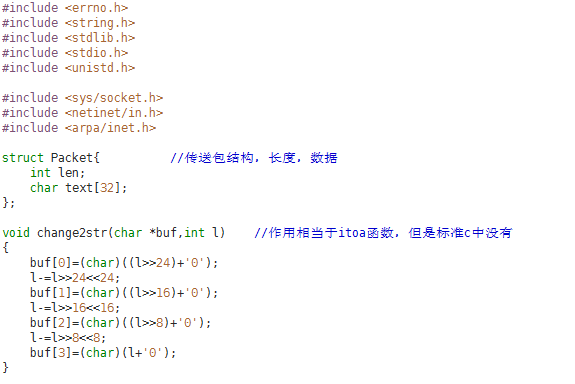 #include <errno.h>
#include <string.h>
#include <stdlib.h>
#include <stdio.h>
#include <unistd.h>
#include <sys/socket.h>
#include <netinet/in.h>
#include <arpa/inet.h>
struct Packet{ //传送包结构，长度，数据
int len;
char text[32];
};
void change2str(char *buf,int l) //作用相当于itoa函数，但是标准c中没有
{
buf[0]=(char)((l>>24)+'0');
l-=l>>24<<24;
buf[1]=(char)((l>>16)+'0');
l-=l>>16<<16;
buf[2]=(char)((l>>8)+'0');
l-=l>>8<<8;
buf[3]=(char)(l+'0');
}